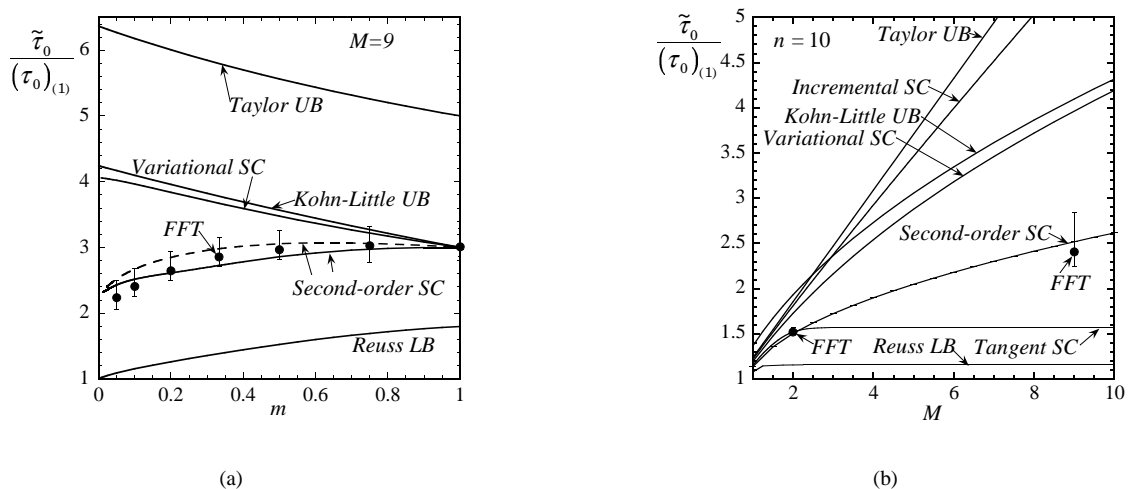 τ̃₀
(τ₀)₍₁₎
6
5
4
3
2
1
0
0.2
0.4
0.6
0.8
1
m
M=9
Taylor UB
Variational SC
Kohn-Little UB
FFT
Second-order SC
Reuss LB
(a)
τ̃₀
(τ₀)₍₁₎
5
4.5
4
3.5
3
2.5
2
1.5
1
2
4
6
8
10
M
n = 10
Taylor UB
Incremental SC
Kohn-Little UB
Variational SC
Second-order SC
FFT
FFT
Reuss LB
Tangent SC
(b)